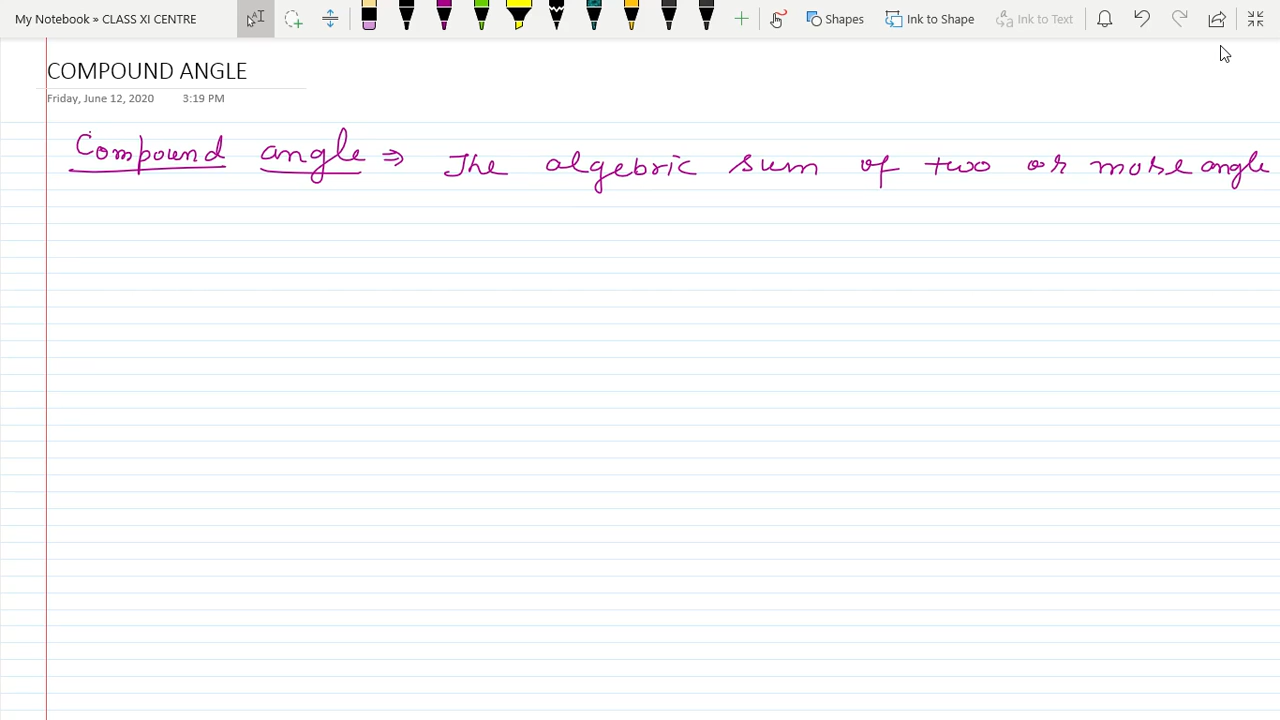 My Notebook » CLASS XI CENTRE
Shapes
Ink to Shape
Ink to Text
COMPOUND ANGLE
Friday, June 12, 2020 3:19 PM
Compound angle ⇒ The algebric sum of two or more angle